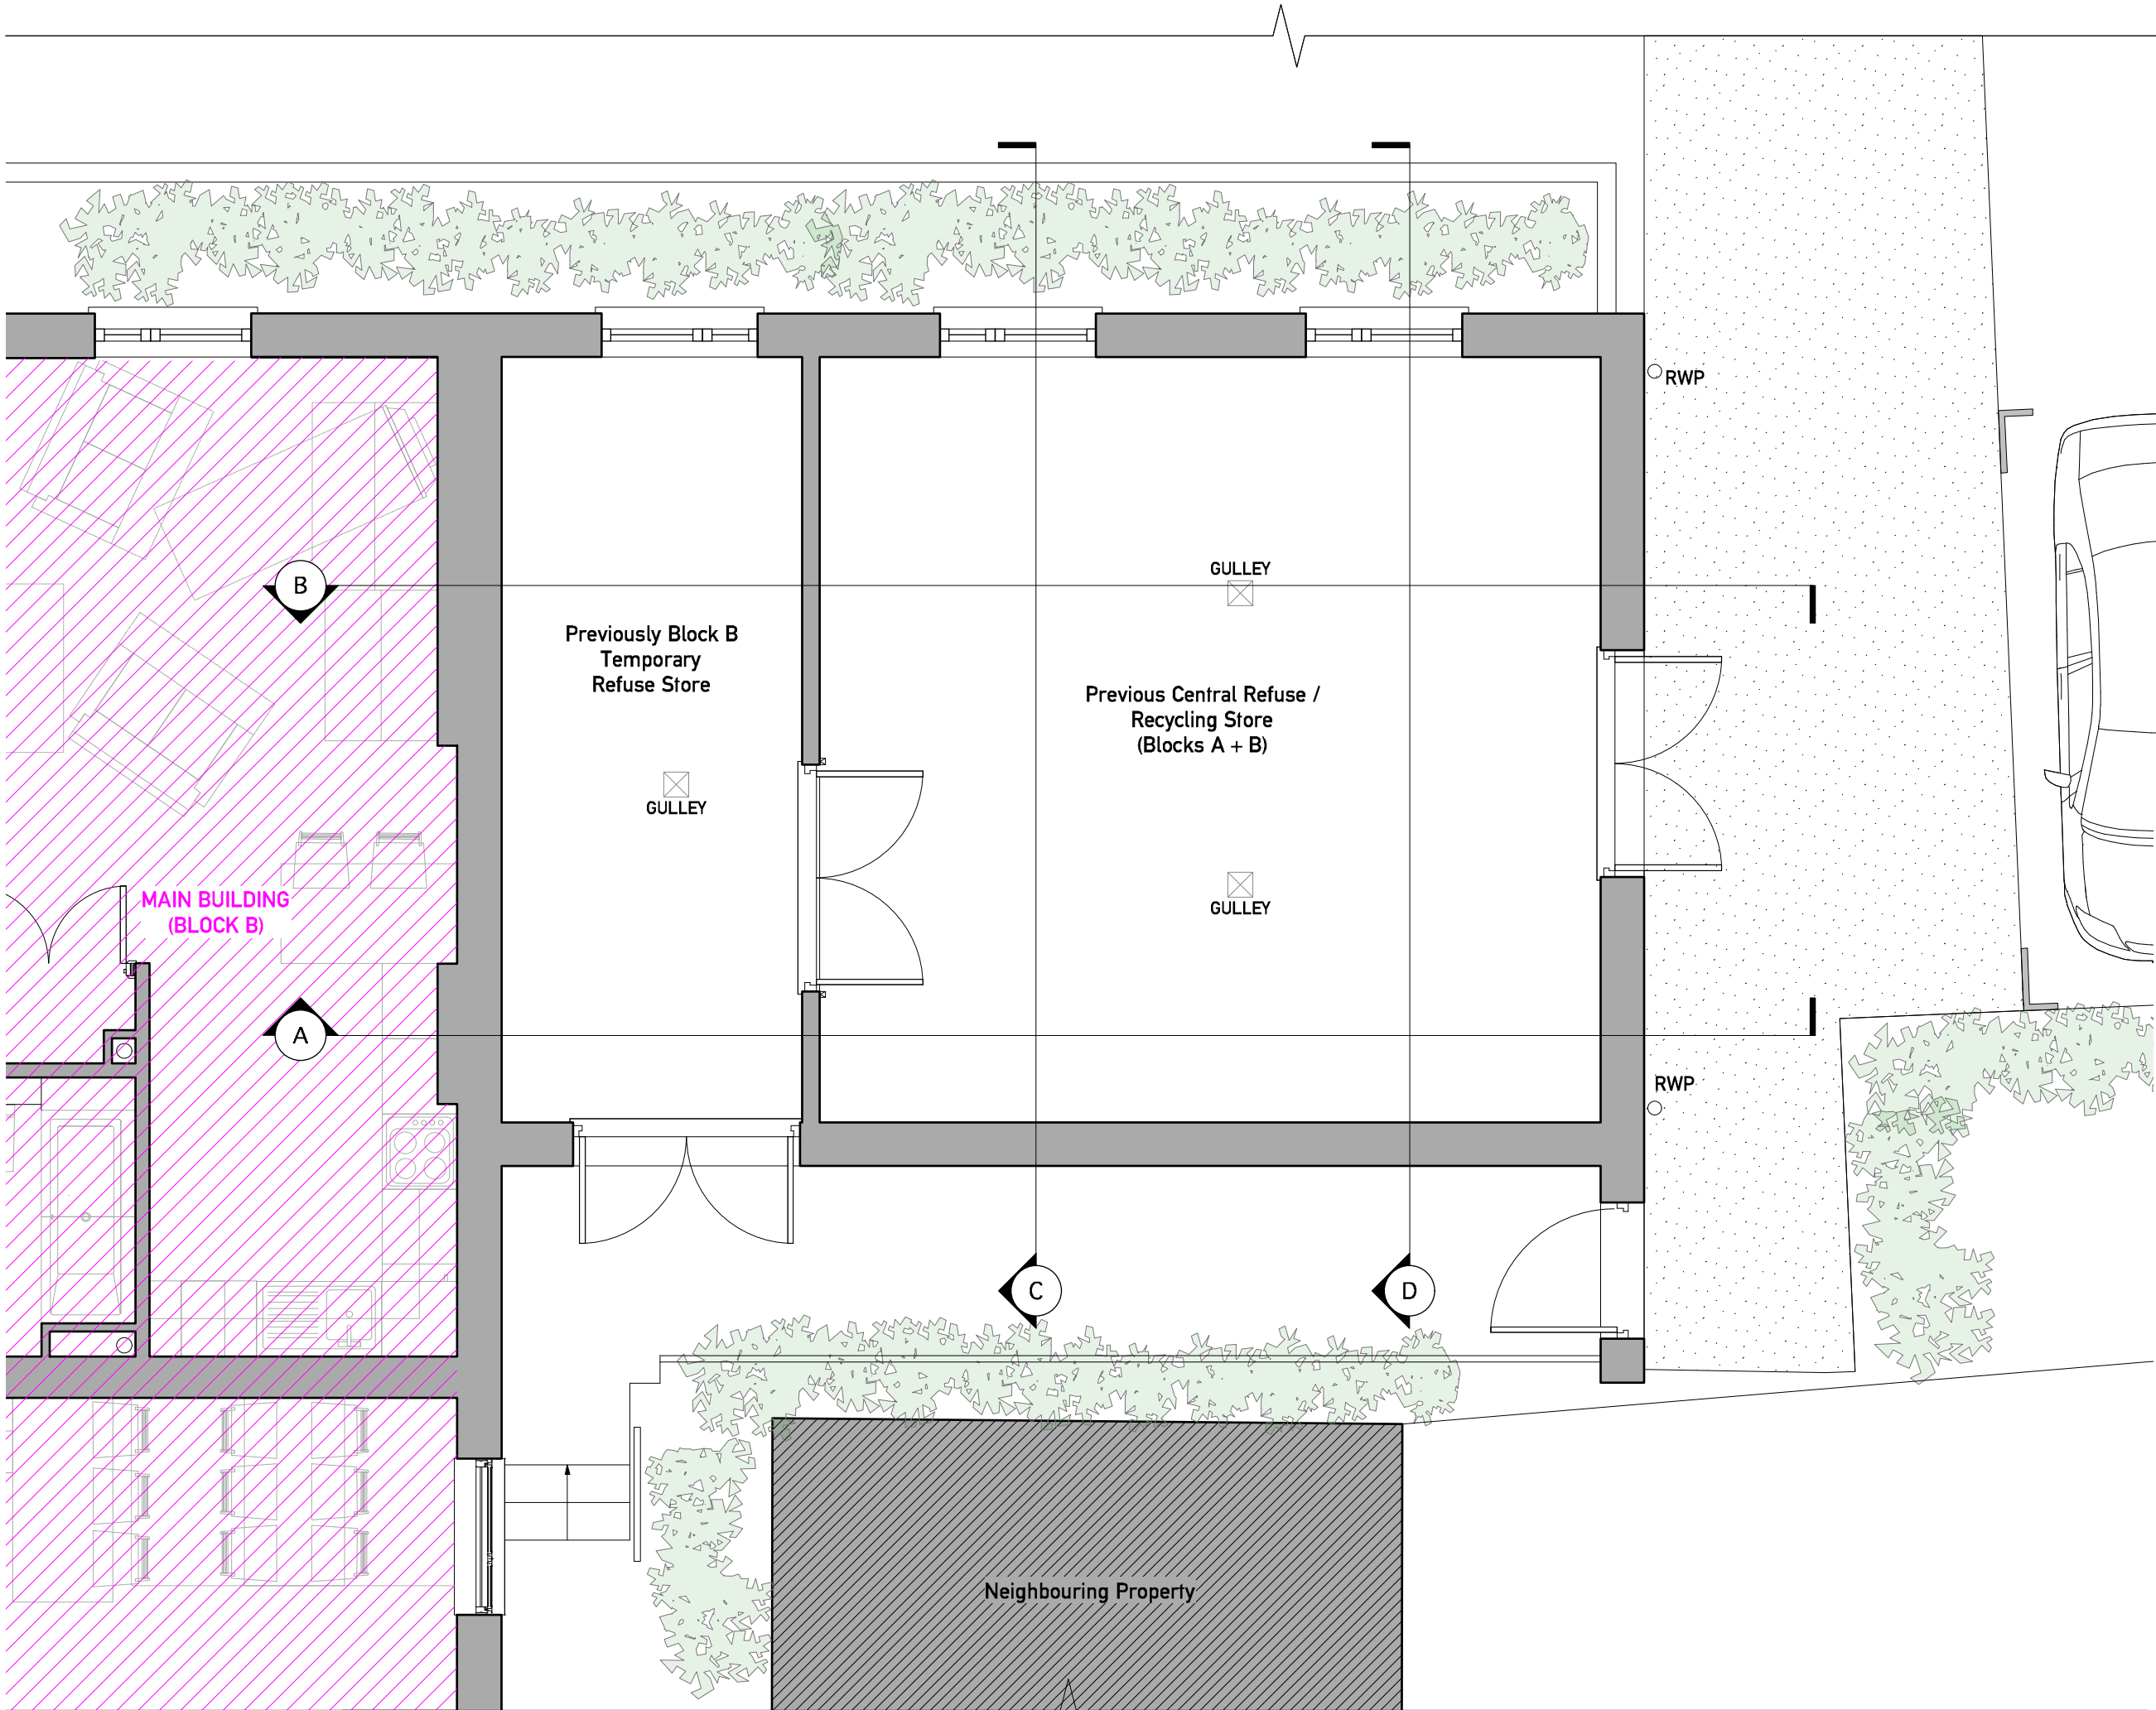 RWP
GULLEY
B
Previously Block B
Temporary
Refuse Store
Previous Central Refuse /
Recycling Store
(Blocks A + B)
GULLEY
MAIN BUILDING
(BLOCK B)
GULLEY
A
RWP
C
D
Neighbouring Property